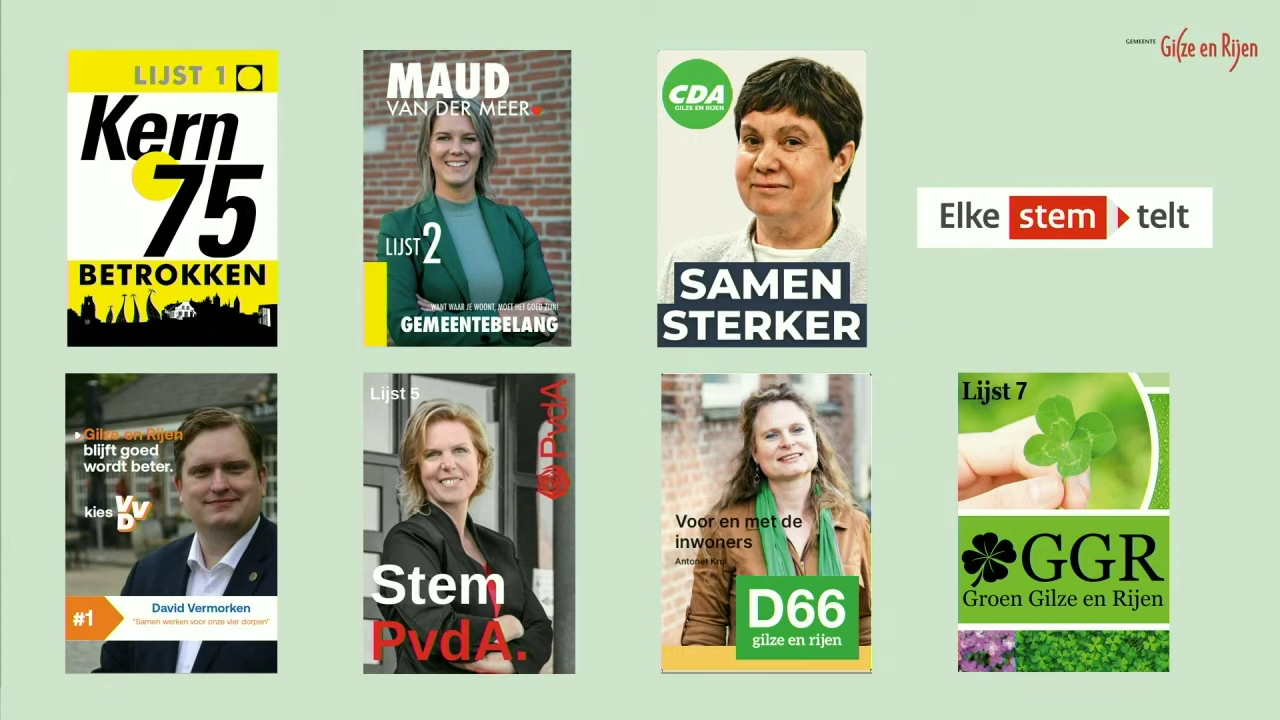 GEMEENTE Gilze en Rijen
LIJST 1
Kern
75
BETROKKEN
MAUD
VAN DER MEER
LIJST 2
...WANT WAAR JE WOONT, MOET HET GOED ZIJN!
GEMEENTEBELANG
CDA
GILZE EN RIJEN
SAMEN
STERKER
Elke stem telt
Gilze en Rijen
blijft goed
wordt beter.
kies VVD
#1
David Vermorken
"Samen werken voor onze vier dorpen"
Lijst 5
PvdA
Stem
PvdA.
Voor en met de
inwoners
Antonet Krol
D66
gilze en rijen
Lijst 7
GGR
Groen Gilze en Rijen